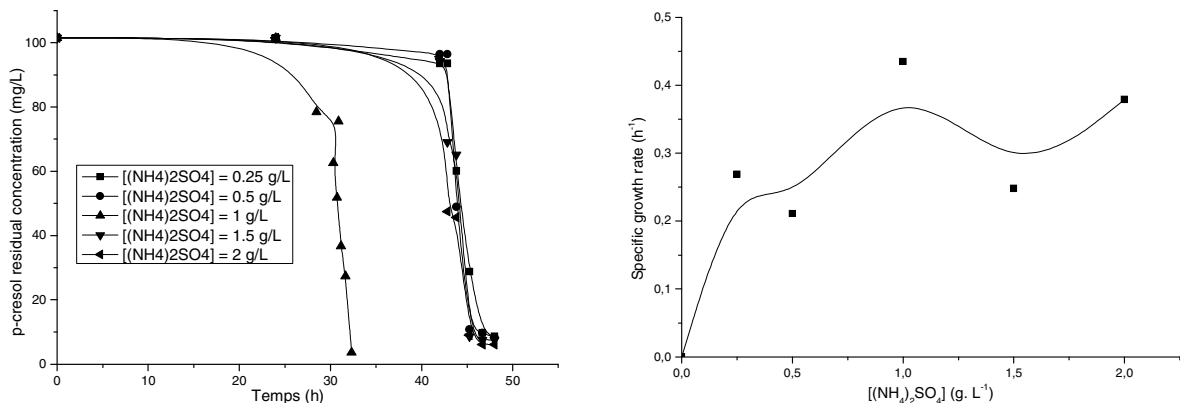 100
80
60
40
20
0
p-cresol residual concentration (mg/L)
[(NH4)2SO4] = 0.25 g/L
[(NH4)2SO4] = 0.5 g/L
[(NH4)2SO4] = 1 g/L
[(NH4)2SO4] = 1.5 g/L
[(NH4)2SO4] = 2 g/L
0 10 20 30 40 50
Temps (h)
0,5
0,4
0,3
0,2
0,1
0,0
Specific growth rate (h⁻¹)
0,0 0,5 1,0 1,5 2,0
[(NH₄)₂SO₄] (g. L⁻¹)